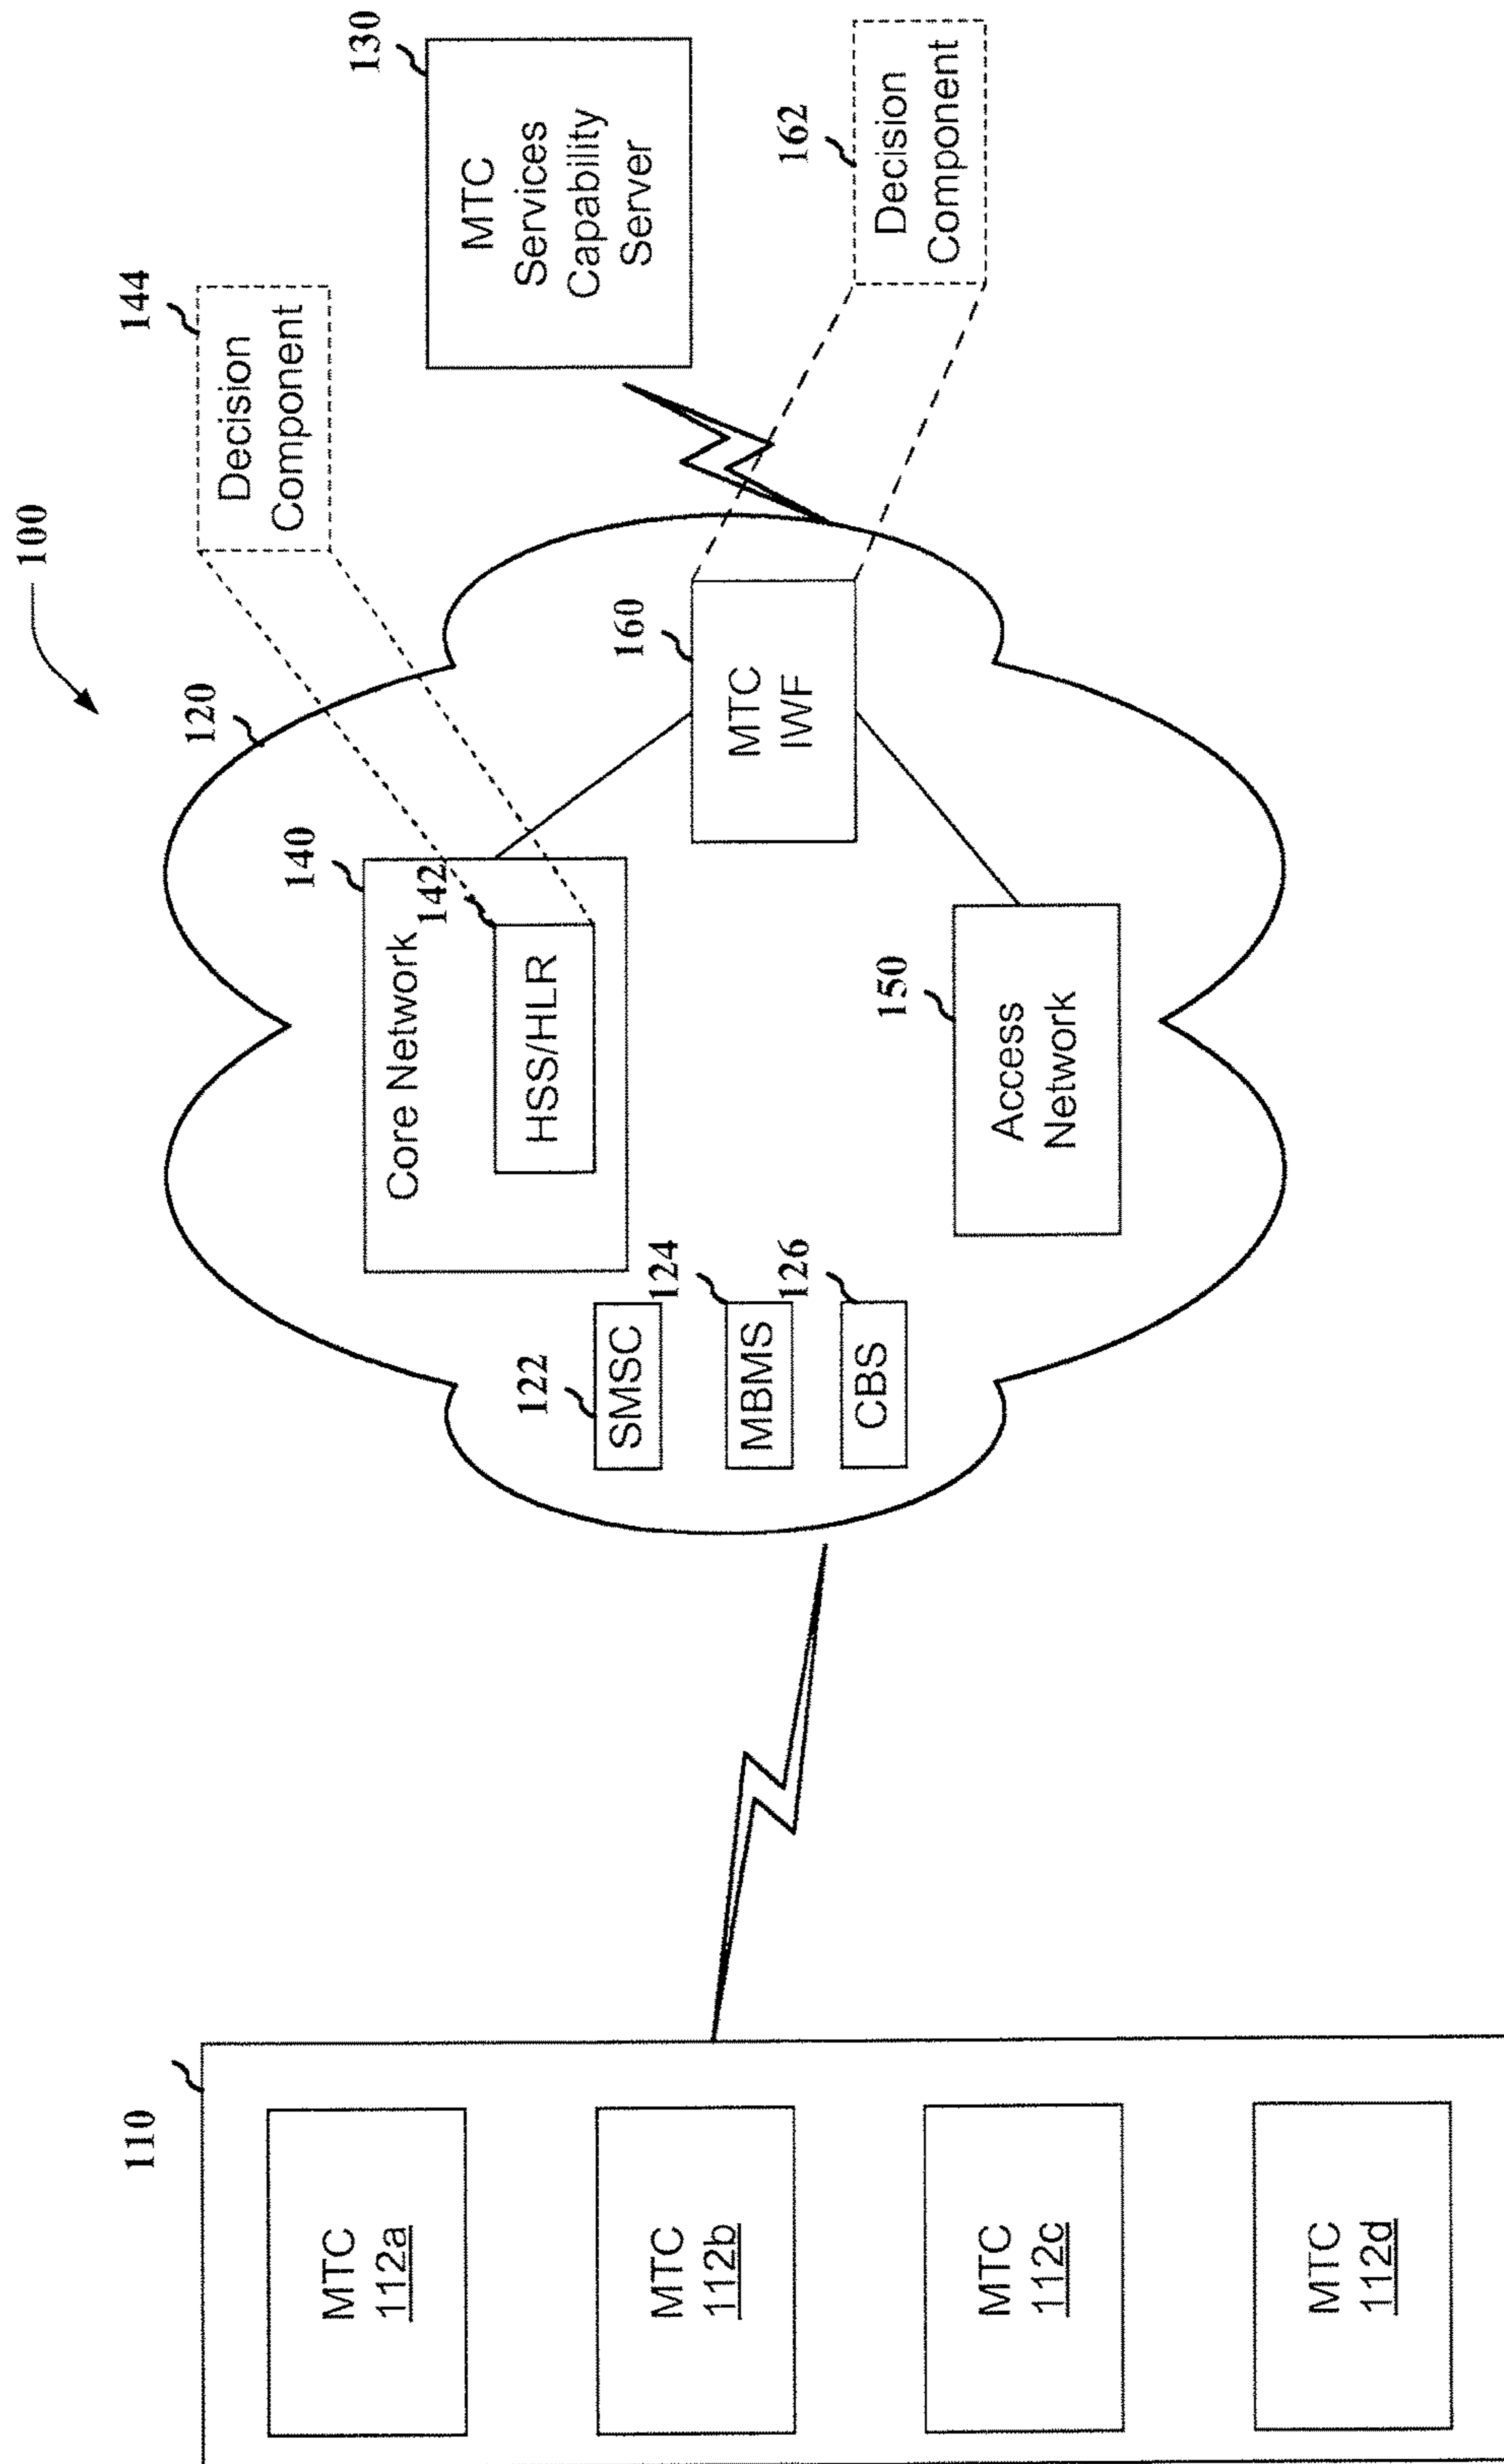 100
110
MTC
112a
MTC
112b
MTC
112c
MTC
112d
120
122
SMSC
124
MBMS
126
CBS
140
Core Network
142
HSS/HLR
144
Decision
Component
150
Access
Network
160
MTC
IWF
130
MTC
Services
Capability
Server
162
Decision
Component